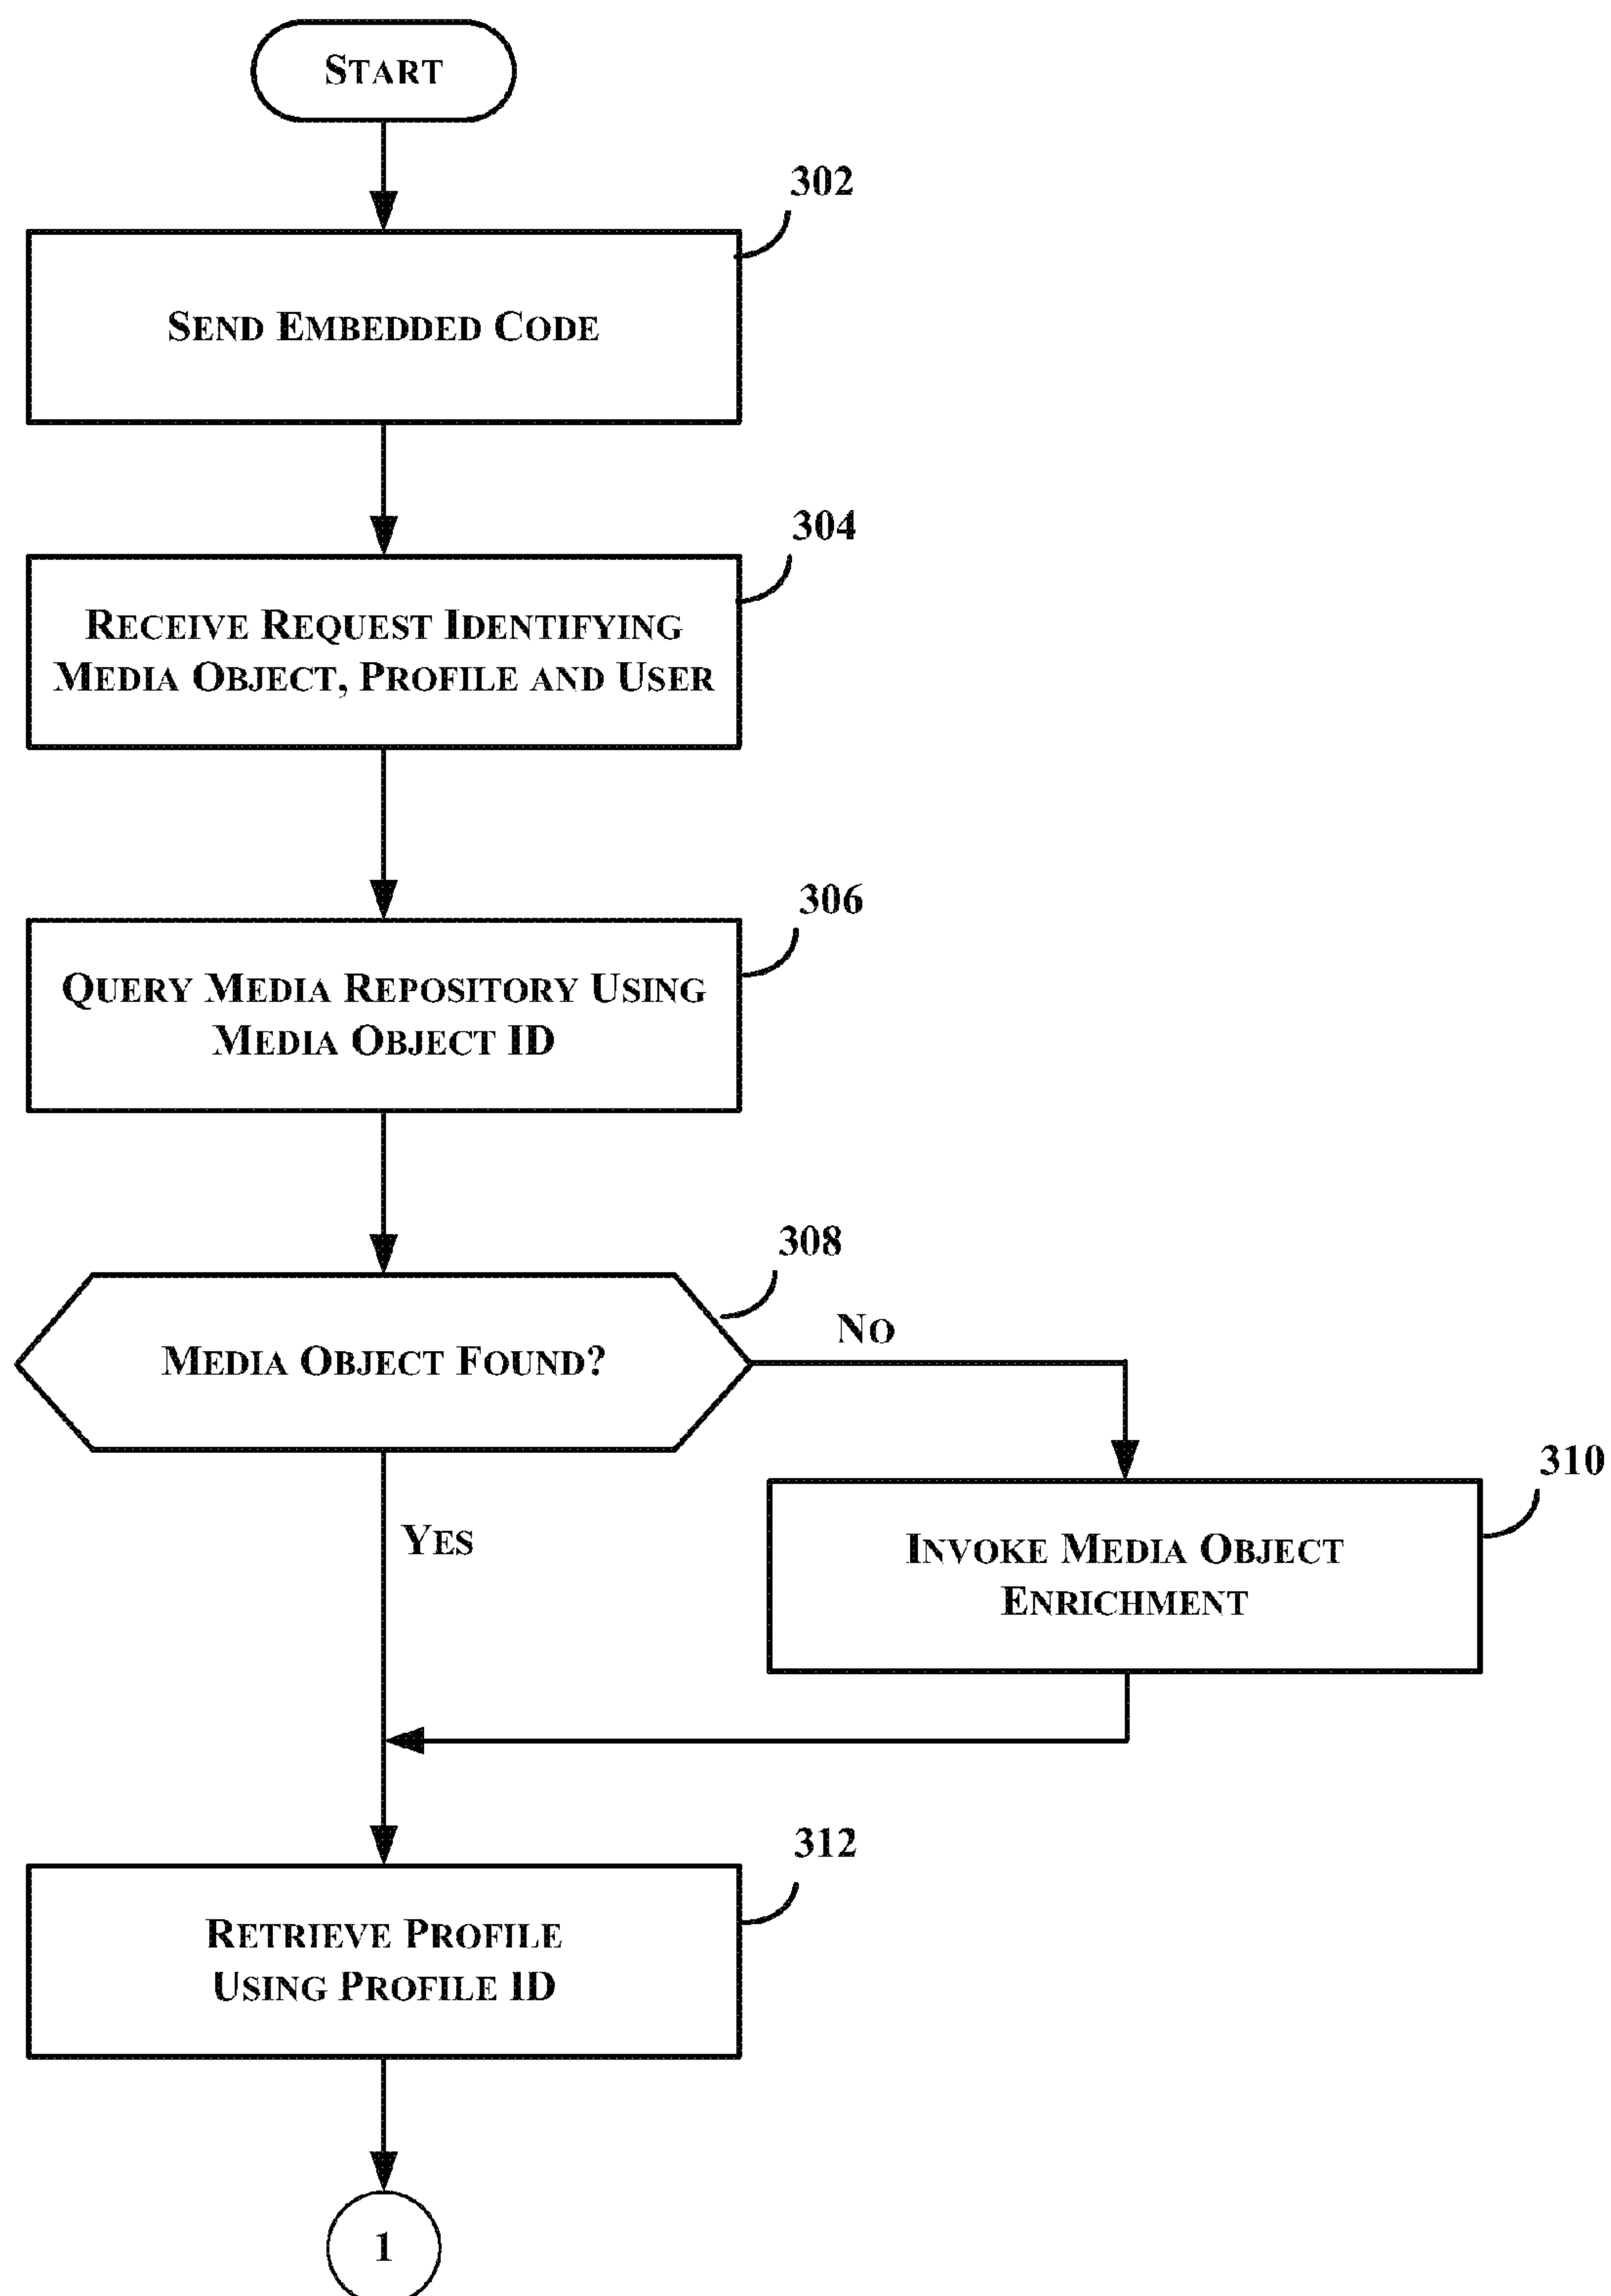 START
302
SEND EMBEDDED CODE
304
RECEIVE REQUEST IDENTIFYING
MEDIA OBJECT, PROFILE AND USER
306
QUERY MEDIA REPOSITORY USING
MEDIA OBJECT ID
308
MEDIA OBJECT FOUND?
NO
310
YES
INVOKE MEDIA OBJECT
ENRICHMENT
312
RETRIEVE PROFILE
USING PROFILE ID
1